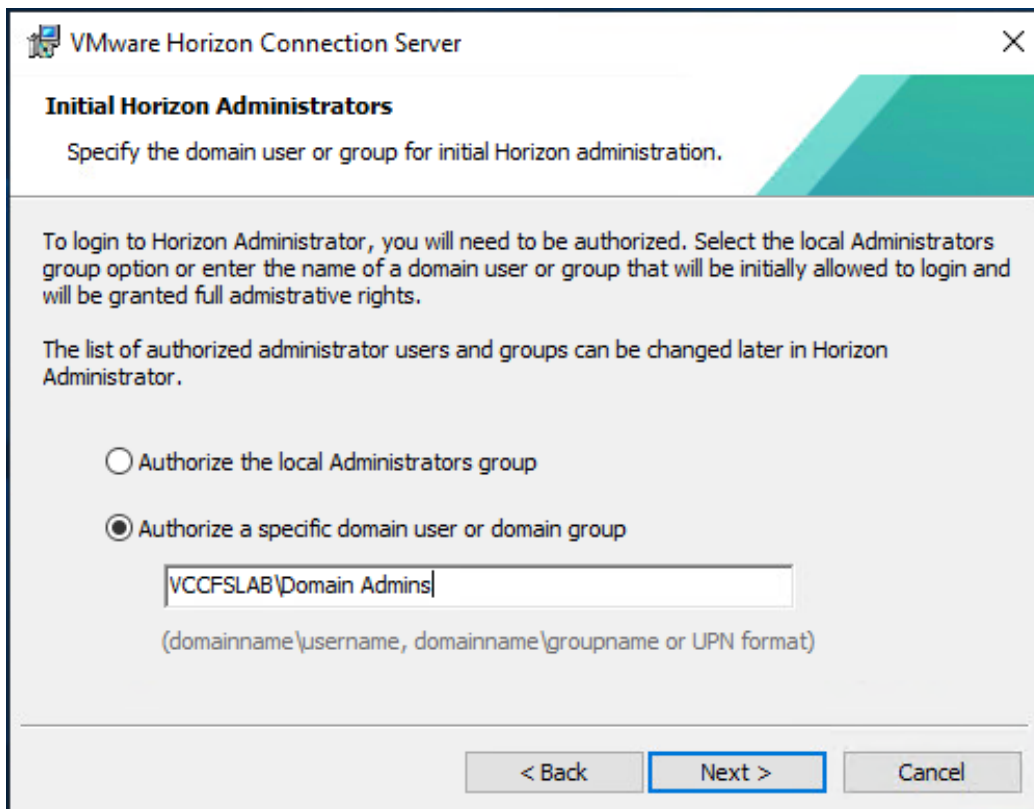 VMware Horizon Connection Server
Initial Horizon Administrators
Specify the domain user or group for initial Horizon administration.
To login to Horizon Administrator, you will need to be authorized. Select the local Administrators
group option or enter the name of a domain user or group that will be initially allowed to login and
will be granted full admistrative rights.
The list of authorized administrator users and groups can be changed later in Horizon
Administrator.
Authorize the local Administrators group
Authorize a specific domain user or domain group
VCCFSLAB\Domain Admins
(domainname\username, domainname\groupname or UPN format)
< Back
Next >
Cancel